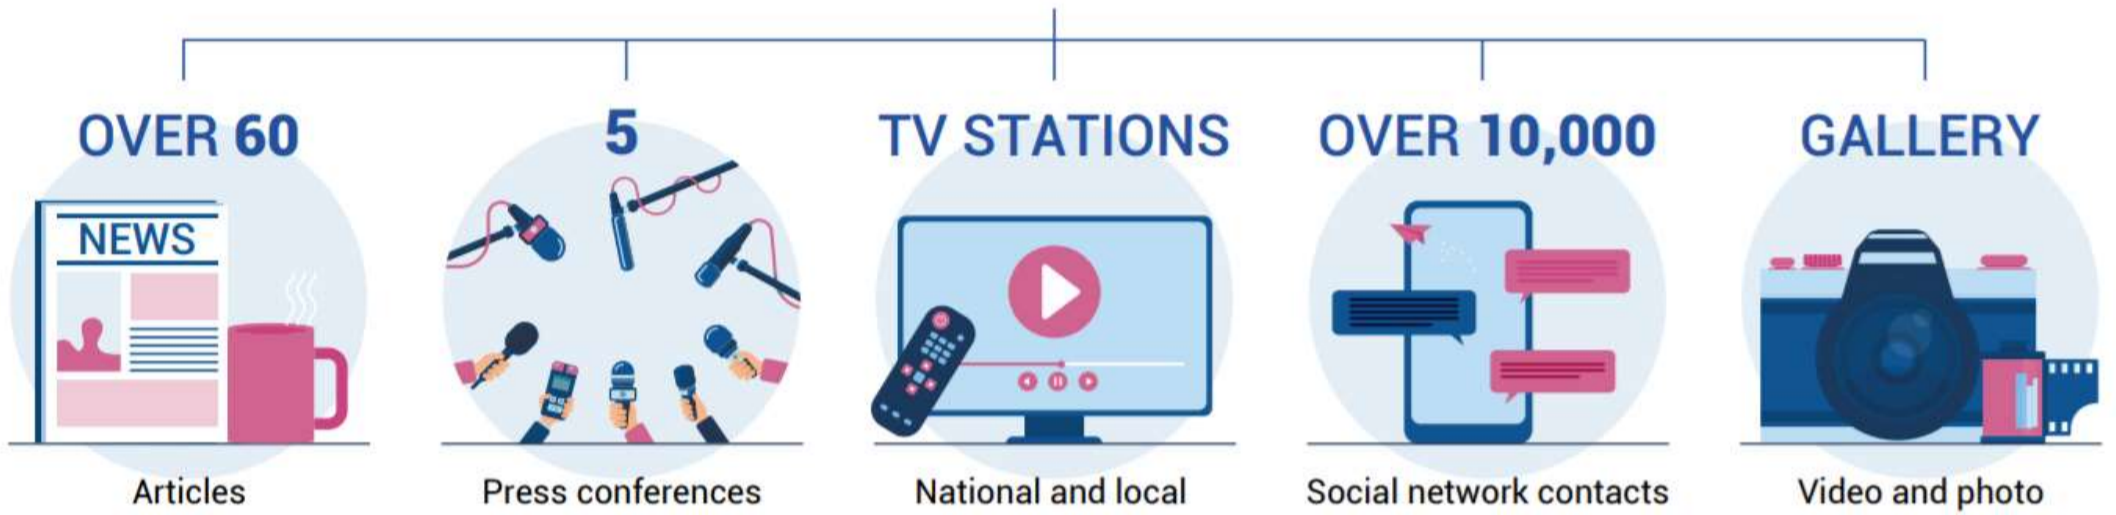 OVER 60
5
TV STATIONS
OVER 10,000
GALLERY
NEWS
Articles
Press conferences
National and local
Social network contacts
Video and photo